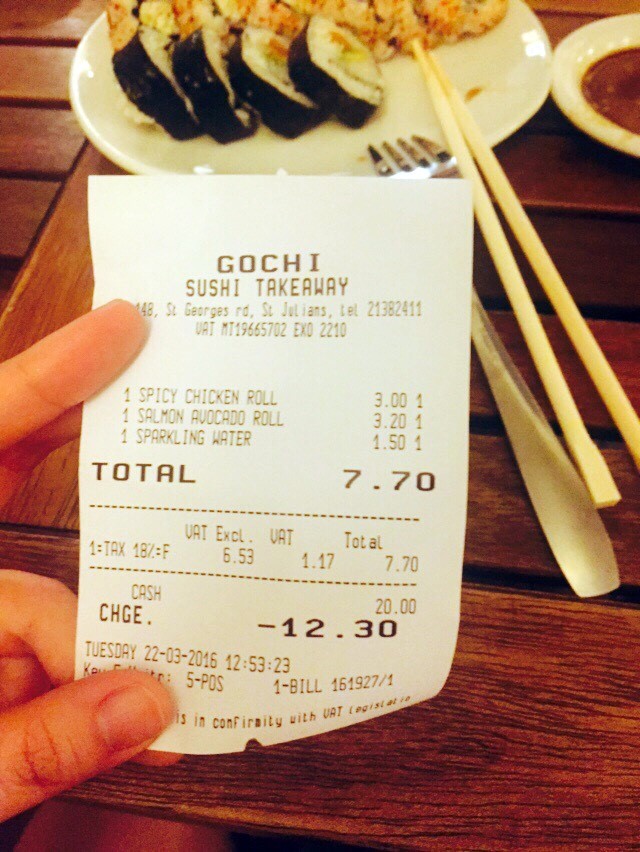 GOCHI
SUSHI TAKEAWAY
148, St Georges rd, St Julians, tel 21382411
VAT MT19665702 EXO 2210
1 SPICY CHICKEN ROLL 3.00 1
1 SALMON AVOCADO ROLL 3.20 1
1 SPARKLING WATER 1.50 1
TOTAL 7.70
VAT Excl. VAT Total
1=TAX 18%=F 6.53 1.17 7.70
CASH 20.00
CHGE. -12.30
TUESDAY 22-03-2016 12:53:23
5-POS 1-BILL 161927/1
is in confirmity with VAT Legislatio